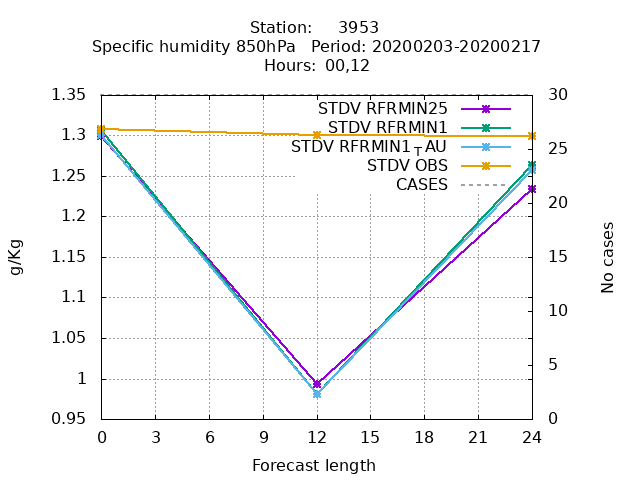 Station: 3953
Specific humidity 850hPa Period: 20200203-20200217
Hours: 00,12
STDV RFRMIN25
STDV RFRMIN1
STDV RFRMIN1TAU
STDV OBS
CASES
1.35
1.3
1.25
1.2
1.15
1.1
1.05
1
0.95
g/Kg
30
25
20
15
10
5
0
No cases
0 3 6 9 12 15 18 21 24
Forecast length